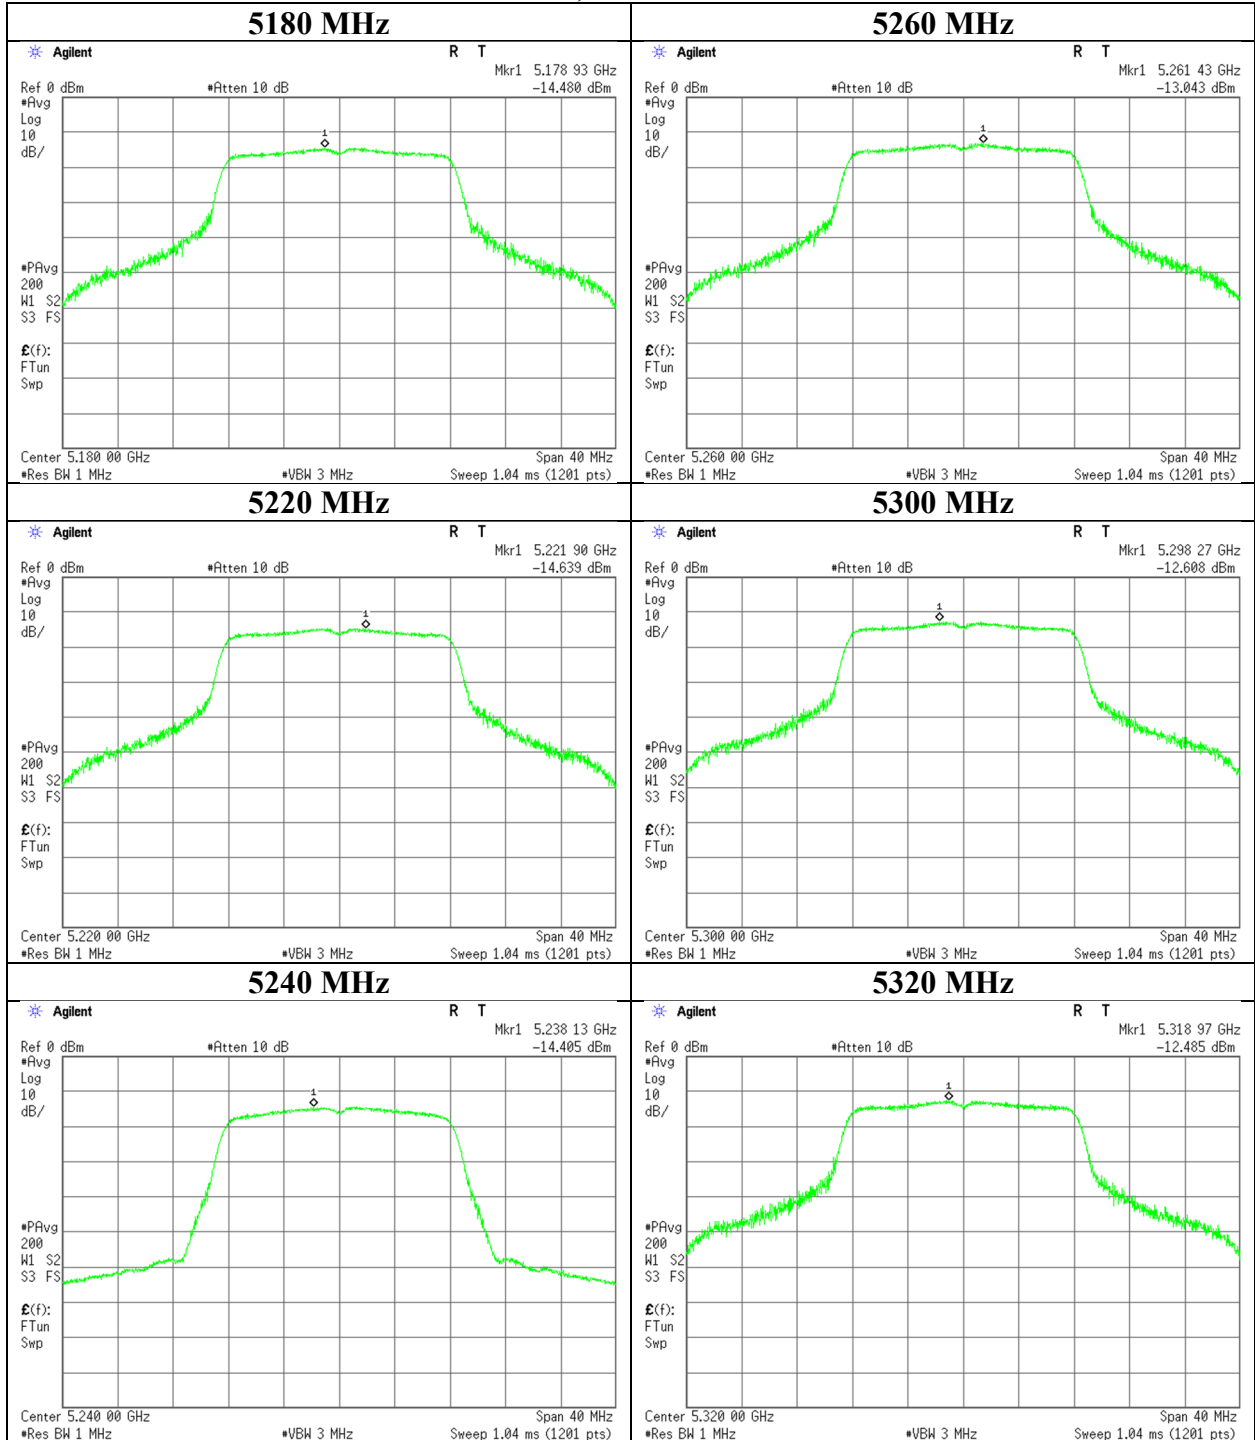 5180 MHz
Agilent R T
Mkr1 5.178 93 GHz
Ref 0 dBm #Atten 10 dB -14.480 dBm
#Avg
Log
10
dB/
1
#PAvg
200
W1 S2
S3 FS
£(f):
FTun
Swp
Center 5.180 00 GHz Span 40 MHz
#Res BW 1 MHz #VBW 3 MHz Sweep 1.04 ms (1201 pts)
5260 MHz
Agilent R T
Mkr1 5.261 43 GHz
Ref 0 dBm #Atten 10 dB -13.043 dBm
#Avg
Log
10
dB/
1
#PAvg
200
W1 S2
S3 FS
£(f):
FTun
Swp
Center 5.260 00 GHz Span 40 MHz
#Res BW 1 MHz #VBW 3 MHz Sweep 1.04 ms (1201 pts)
5220 MHz
Agilent R T
Mkr1 5.221 90 GHz
Ref 0 dBm #Atten 10 dB -14.639 dBm
#Avg
Log
10
dB/
1
#PAvg
200
W1 S2
S3 FS
£(f):
FTun
Swp
Center 5.220 00 GHz Span 40 MHz
#Res BW 1 MHz #VBW 3 MHz Sweep 1.04 ms (1201 pts)
5300 MHz
Agilent R T
Mkr1 5.298 27 GHz
Ref 0 dBm #Atten 10 dB -12.608 dBm
#Avg
Log
10
dB/
1
#PAvg
200
W1 S2
S3 FS
£(f):
FTun
Swp
Center 5.300 00 GHz Span 40 MHz
#Res BW 1 MHz #VBW 3 MHz Sweep 1.04 ms (1201 pts)
5240 MHz
Agilent R T
Mkr1 5.238 13 GHz
Ref 0 dBm #Atten 10 dB -14.405 dBm
#Avg
Log
10
dB/
1
#PAvg
200
W1 S2
S3 FS
£(f):
FTun
Swp
Center 5.240 00 GHz Span 40 MHz
#Res BW 1 MHz #VBW 3 MHz Sweep 1.04 ms (1201 pts)
5320 MHz
Agilent R T
Mkr1 5.318 97 GHz
Ref 0 dBm #Atten 10 dB -12.485 dBm
#Avg
Log
10
dB/
1
#PAvg
200
W1 S2
S3 FS
£(f):
FTun
Swp
Center 5.320 00 GHz Span 40 MHz
#Res BW 1 MHz #VBW 3 MHz Sweep 1.04 ms (1201 pts)